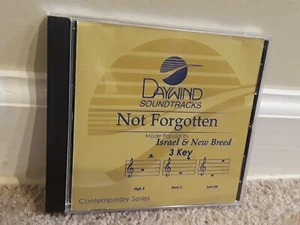 DAYWIND
SOUNDTRACKS
Not Forgotten
Made Popular by
Israel & New Breed
3 Key
Contemporary Series